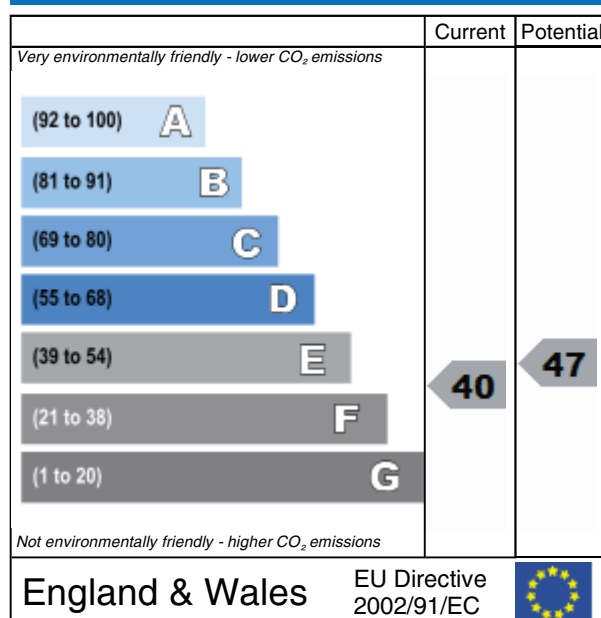 Current Potential
Very environmentally friendly - lower CO₂ emissions
(92 to 100) A
(81 to 91) B
(69 to 80) C
(55 to 68) D
(39 to 54) E
40
47
(21 to 38) F
(1 to 20) G
Not environmentally friendly - higher CO₂ emissions
England & Wales
EU Directive
2002/91/EC